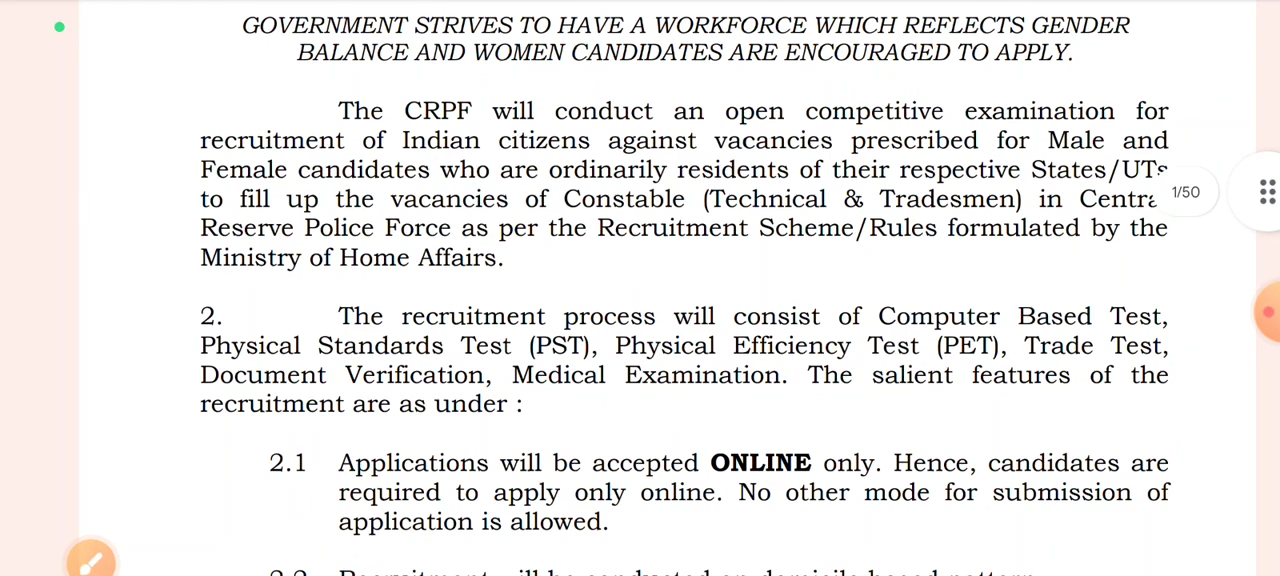 GOVERNMENT STRIVES TO HAVE A WORKFORCE WHICH REFLECTS GENDER
BALANCE AND WOMEN CANDIDATES ARE ENCOURAGED TO APPLY.
The CRPF will conduct an open competitive examination for
recruitment of Indian citizens against vacancies prescribed for Male and
Female candidates who are ordinarily residents of their respective States/UTs
to fill up the vacancies of Constable (Technical & Tradesmen) in Centra
1/50
Reserve Police Force as per the Recruitment Scheme/Rules formulated by the
Ministry of Home Affairs.
2. The recruitment process will consist of Computer Based Test,
Physical Standards Test (PST), Physical Efficiency Test (PET), Trade Test,
Document Verification, Medical Examination. The salient features of the
recruitment are as under :
2.1 Applications will be accepted ONLINE only. Hence, candidates are
required to apply only online. No other mode for submission of
application is allowed.